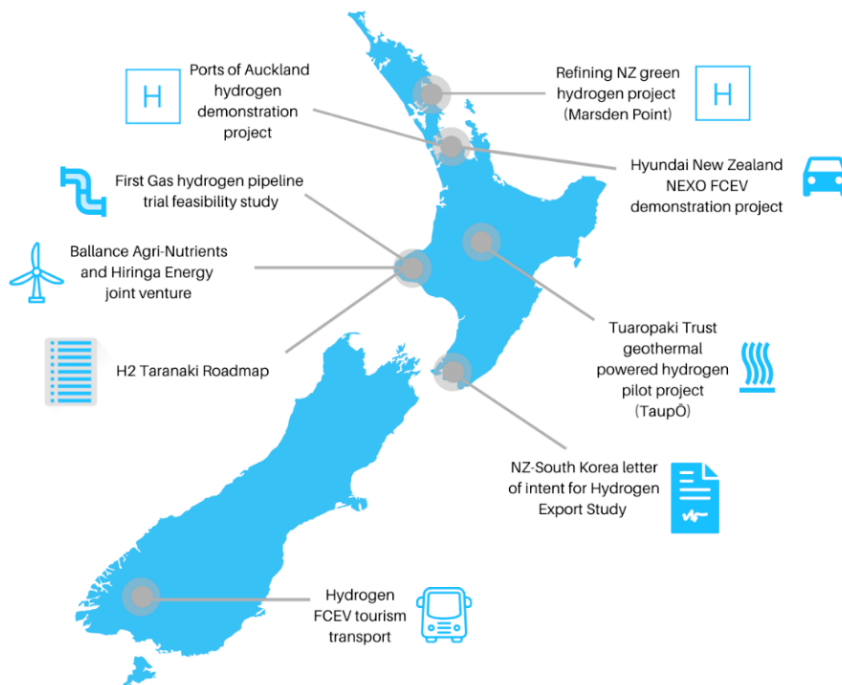 H
Ports of Auckland
hydrogen
demonstration
project
Refining NZ green
hydrogen project
(Marsden Point)
H
First Gas hydrogen pipeline
trial feasibility study
Hyundai New Zealand
NEXO FCEV
demonstration project
Ballance Agri-Nutrients
and Hiringa Energy
joint venture
H2 Taranaki Roadmap
Tuaropaki Trust
geothermal
powered hydrogen
pilot project
(TaupŌ)
NZ-South Korea letter
of intent for Hydrogen
Export Study
Hydrogen
FCEV tourism
transport